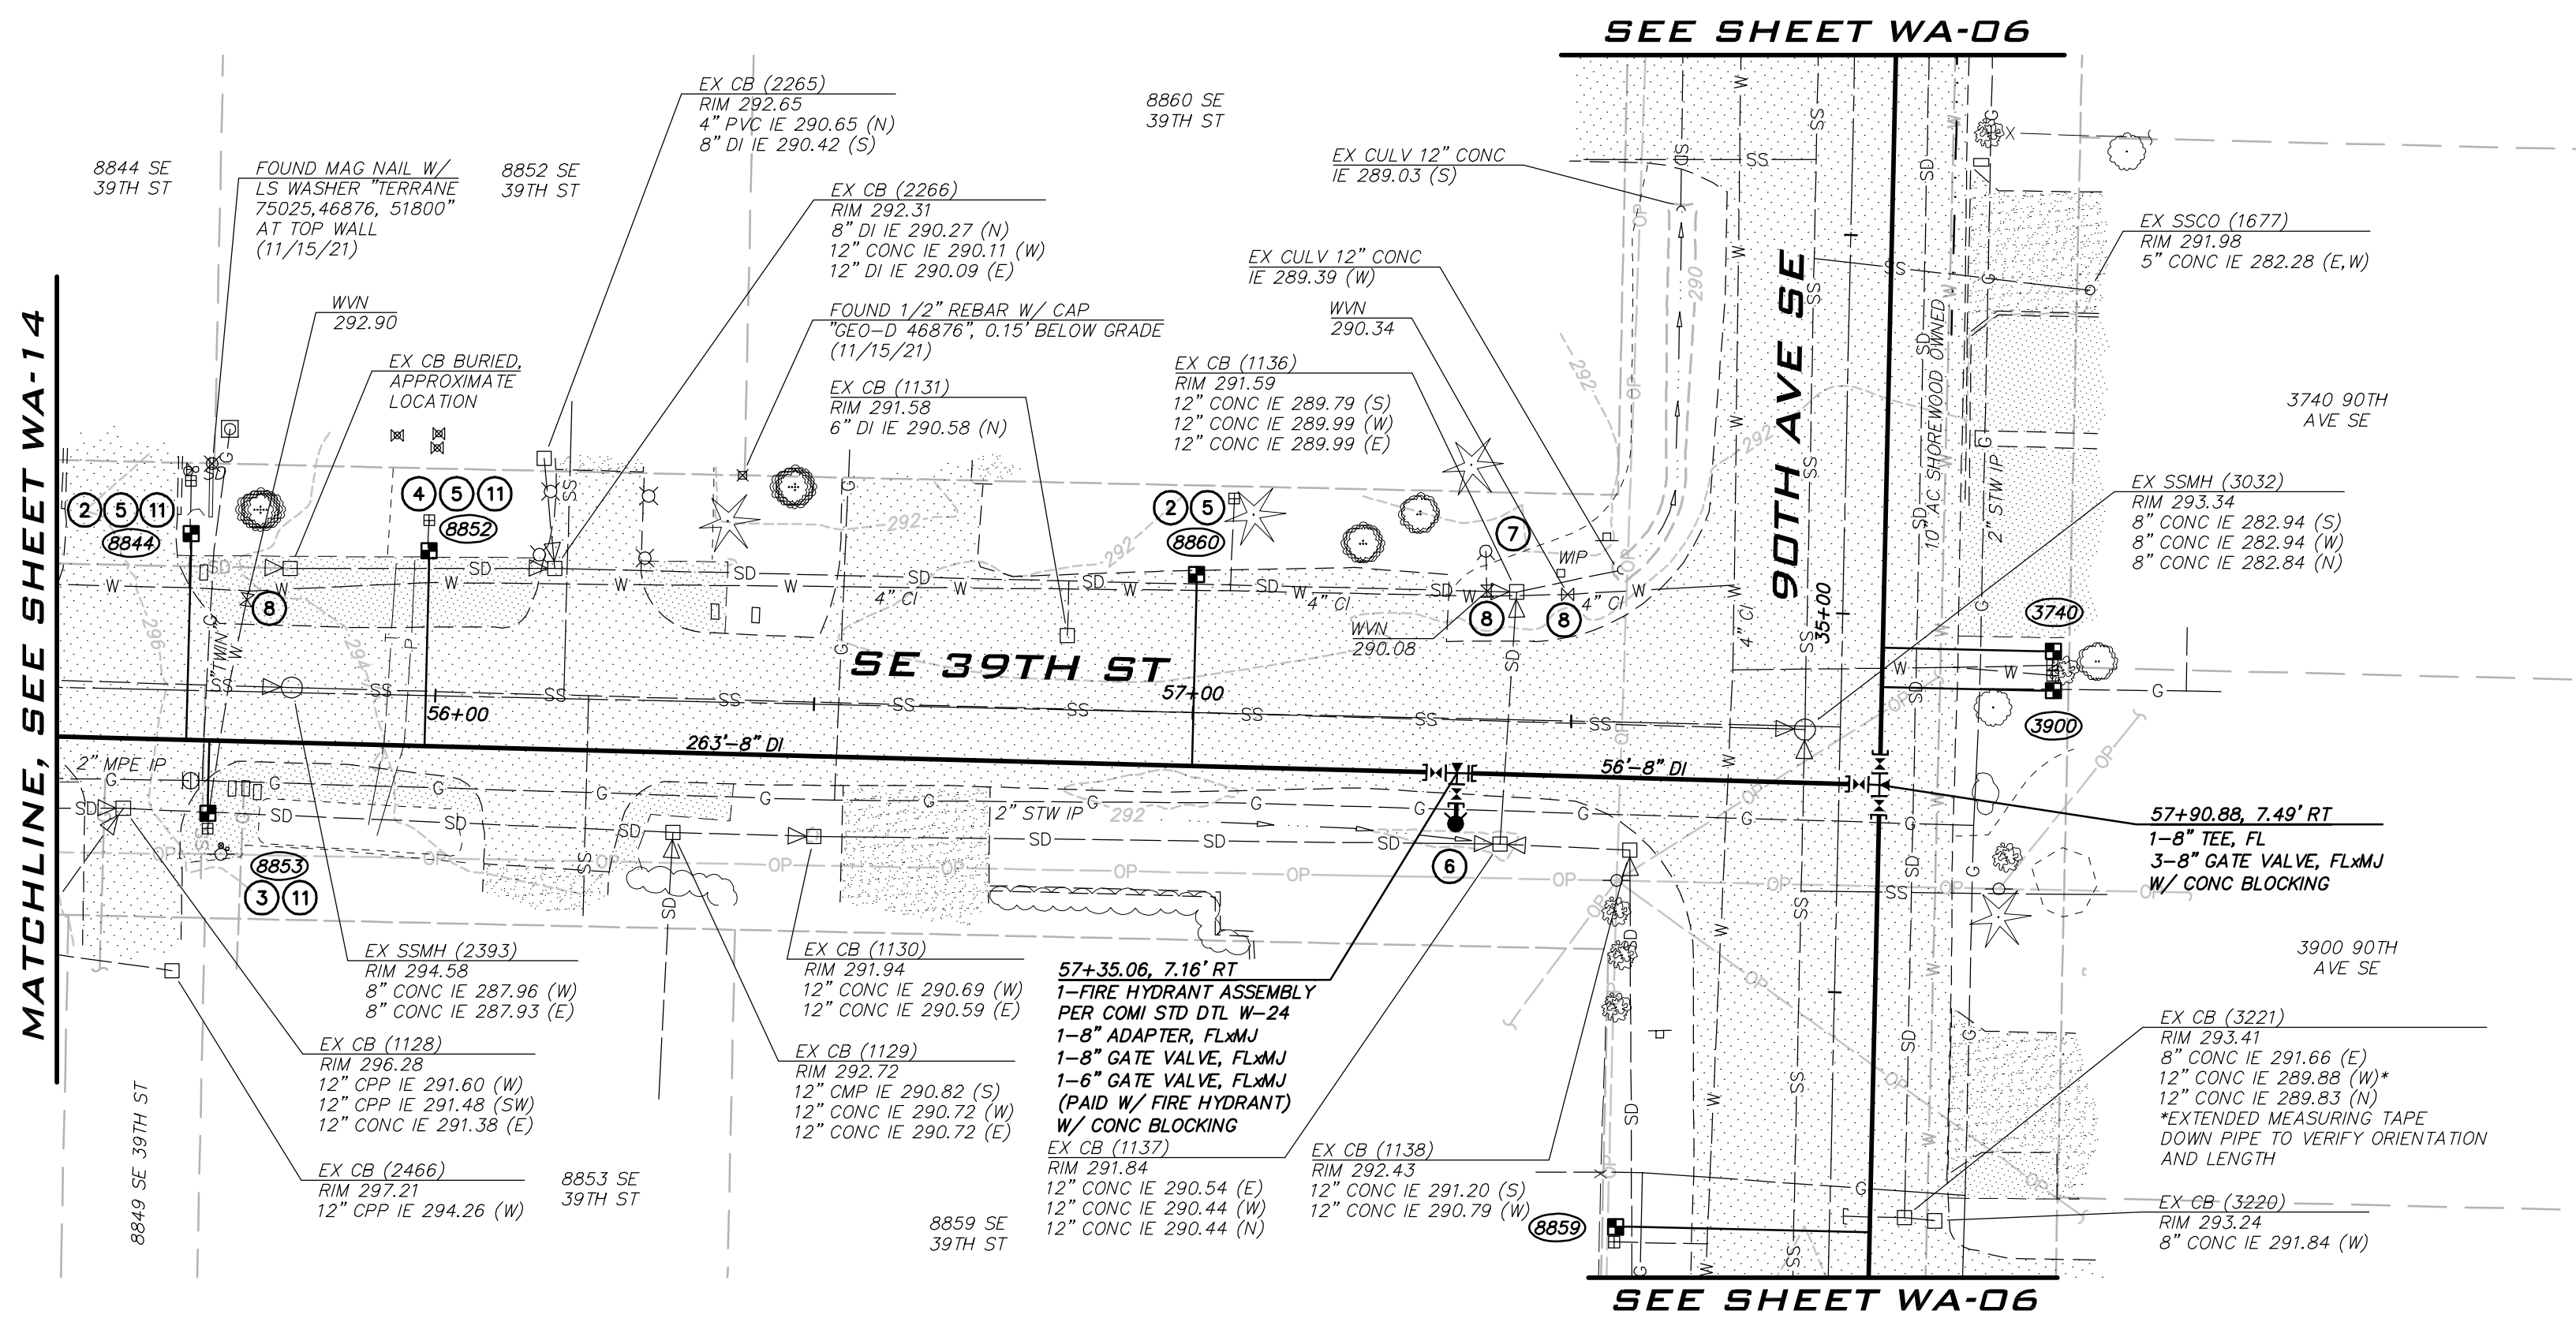 SEE SHEET WA-06
EX CB (2265)
RIM 292.65
4" PVC IE 290.65 (N)
8" DI IE 290.42 (S)
8860 SE
39TH ST
8844 SE
39TH ST
FOUND MAG NAIL W/
LS WASHER "TERRANE
75025,46876, 51800"
AT TOP WALL
(11/15/21)
8852 SE
39TH ST
EX CB (2266)
RIM 292.31
8" DI IE 290.27 (N)
12" CONC IE 290.11 (W)
12" DI IE 290.09 (E)
EX CULV 12" CONC
IE 289.03 (S)
EX CULV 12" CONC
IE 289.39 (W)
EX SSCO (1677)
RIM 291.98
5" CONC IE 282.28 (E,W)
WVN
292.90
FOUND 1/2" REBAR W/ CAP
"GEO-D 46876", 0.15' BELOW GRADE
(11/15/21)
WVN
290.34
EX CB BURIED,
APPROXIMATE
LOCATION
EX CB (1131)
RIM 291.58
6" DI IE 290.58 (N)
EX CB (1136)
RIM 291.59
12" CONC IE 289.79 (S)
12" CONC IE 289.99 (W)
12" CONC IE 289.99 (E)
290
292
292
90TH AVE SE
10" AC SHOREWOOD OWNED
2" STW IP
3740 90TH
AVE SE
EX SSMH (3032)
RIM 293.34
8" CONC IE 282.94 (S)
8" CONC IE 282.94 (W)
8" CONC IE 282.84 (N)
MATCHLINE, SEE SHEET WA-14
2 5 11
8844
4 5 11
8852
2 5
8860
7
WIP
8
8
8
4" CI
4" CI
4" CI
4" CI
WVN
290.08
292
292
296
294
"TWIN"
SE 39TH ST
35+00
3740
3900
56+00
57+00
263'-8" DI
56'-8" DI
2" MPE IP
2" STW IP
292
8853
3 11
6
57+90.88, 7.49' RT
1-8" TEE, FL
3-8" GATE VALVE, FLxMJ
W/ CONC BLOCKING
3900 90TH
AVE SE
EX SSMH (2393)
RIM 294.58
8" CONC IE 287.96 (W)
8" CONC IE 287.93 (E)
EX CB (1130)
RIM 291.94
12" CONC IE 290.69 (W)
12" CONC IE 290.59 (E)
57+35.06, 7.16' RT
1-FIRE HYDRANT ASSEMBLY
PER COMI STD DTL W-24
1-8" ADAPTER, FLxMJ
1-8" GATE VALVE, FLxMJ
1-6" GATE VALVE, FLxMJ
(PAID W/ FIRE HYDRANT)
W/ CONC BLOCKING
EX CB (1128)
RIM 296.28
12" CPP IE 291.60 (W)
12" CPP IE 291.48 (SW)
12" CONC IE 291.38 (E)
EX CB (1129)
RIM 292.72
12" CMP IE 290.82 (S)
12" CONC IE 290.72 (W)
12" CONC IE 290.72 (E)
EX CB (3221)
RIM 293.41
8" CONC IE 291.66 (E)
12" CONC IE 289.88 (W)*
12" CONC IE 289.83 (N)
*EXTENDED MEASURING TAPE
DOWN PIPE TO VERIFY ORIENTATION
AND LENGTH
8849 SE 39TH ST
EX CB (2466)
RIM 297.21
12" CPP IE 294.26 (W)
8853 SE
39TH ST
8859 SE
39TH ST
EX CB (1137)
RIM 291.84
12" CONC IE 290.54 (E)
12" CONC IE 290.44 (W)
12" CONC IE 290.44 (N)
EX CB (1138)
RIM 292.43
12" CONC IE 291.20 (S)
12" CONC IE 290.79 (W)
8859
EX CB (3220)
RIM 293.24
8" CONC IE 291.84 (W)
SEE SHEET WA-06